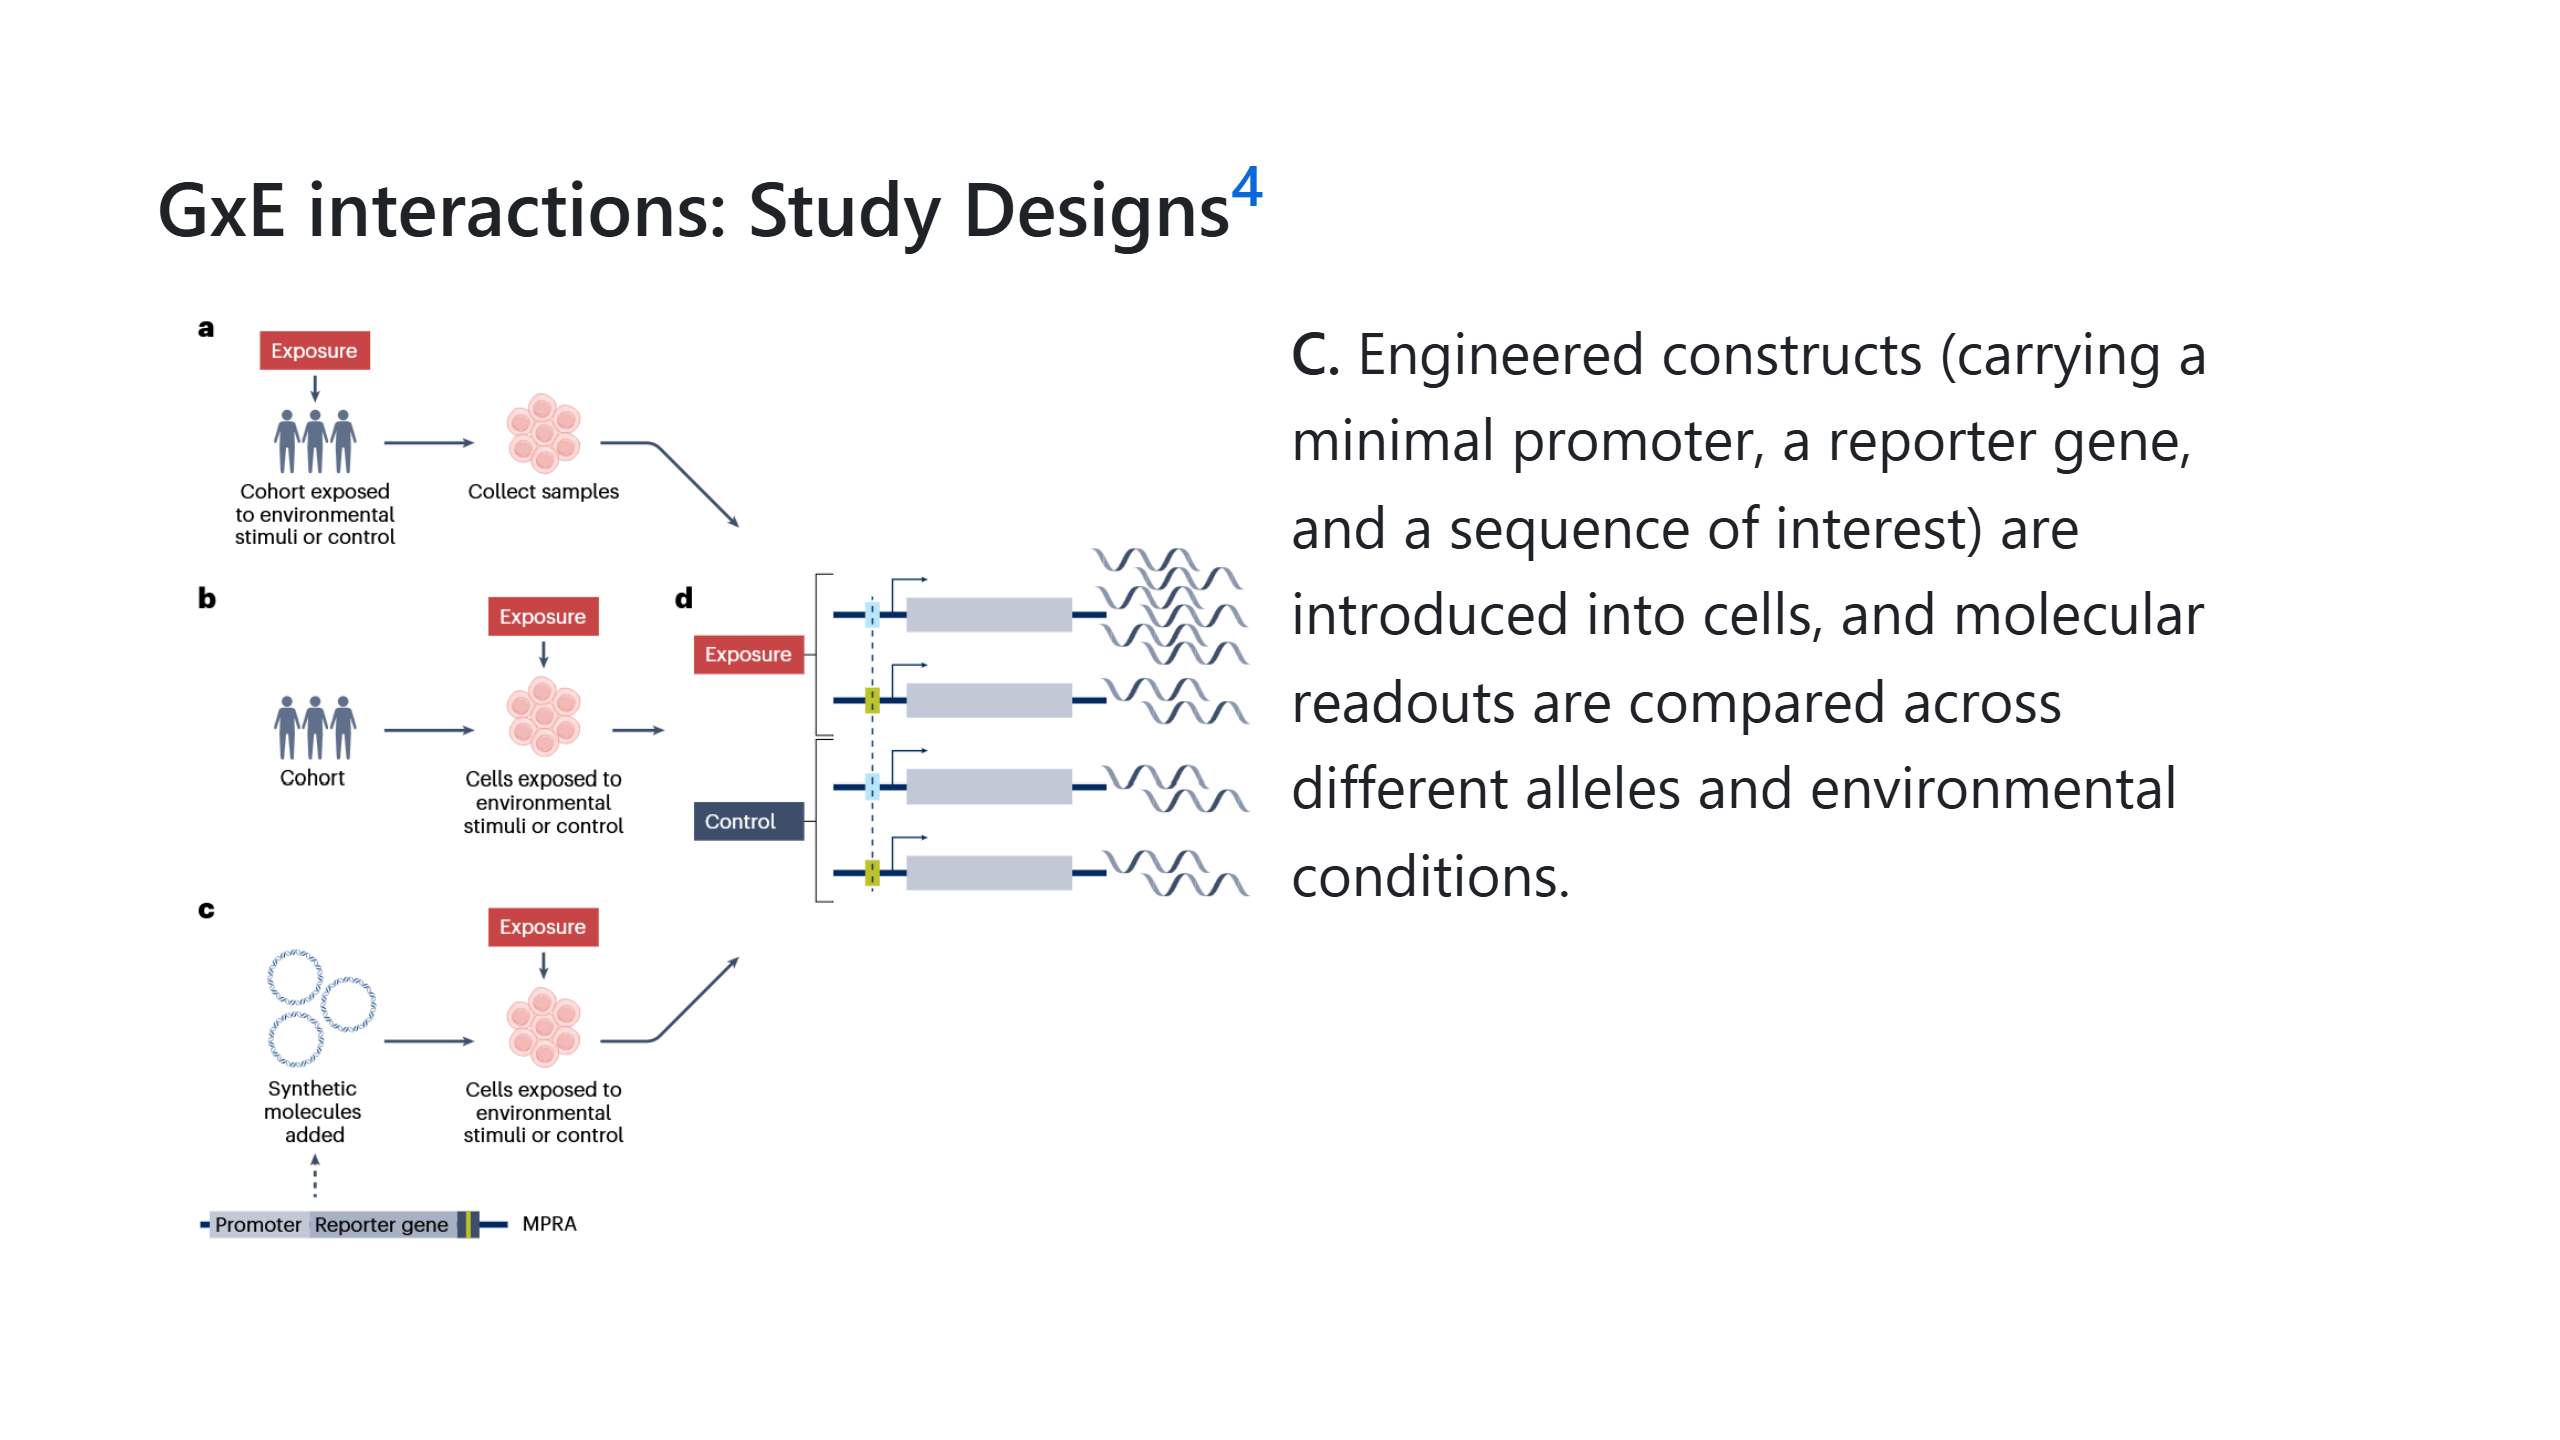 GxE interactions: Study Designs4
a
Exposure
Cohort exposed
to environmental
stimuli or control
Collect samples
b
Exposure
Cohort
Cells exposed to
environmental
stimuli or control
c
Exposure
Synthetic
molecules
added
Cells exposed to
environmental
stimuli or control
Promoter Reporter gene MPRA
d
Exposure
Control
C. Engineered constructs (carrying a
minimal promoter, a reporter gene,
and a sequence of interest) are
introduced into cells, and molecular
readouts are compared across
different alleles and environmental
conditions.